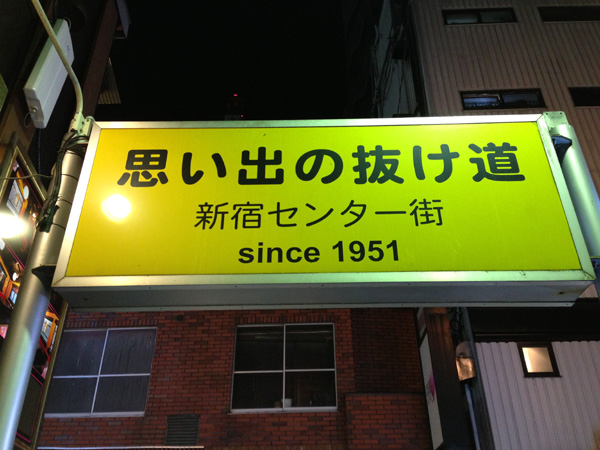 思い出の抜け道
新宿センター街
since 1951